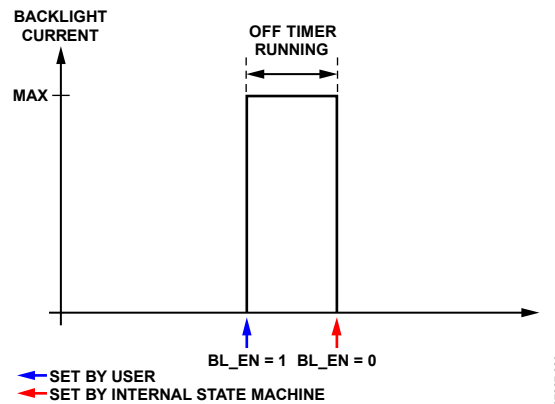 BACKLIGHT
CURRENT
OFF TIMER
RUNNING
MAX
BL_EN = 1 BL_EN = 0
SET BY USER
SET BY INTERNAL STATE MACHINE